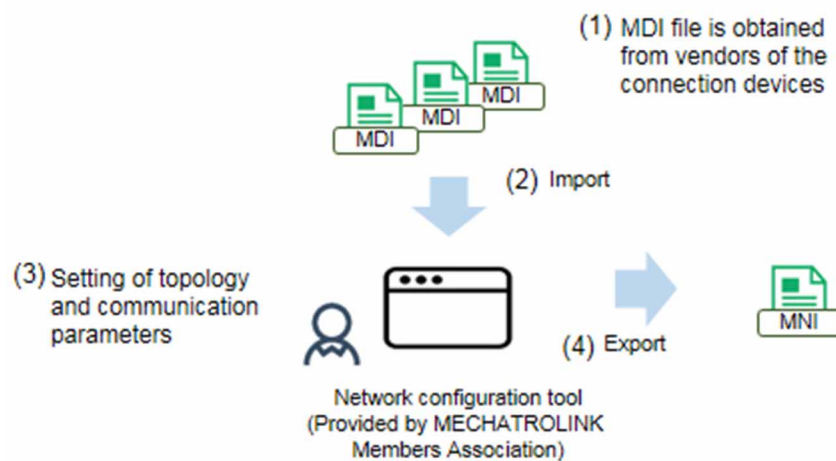 (1) MDI file is obtained
from vendors of the
connection devices
MDI
MDI
MDI
(2) Import
(3) Setting of topology
and communication
parameters
(4) Export
MNI
Network configuration tool
(Provided by MECHATROLINK
Members Association)